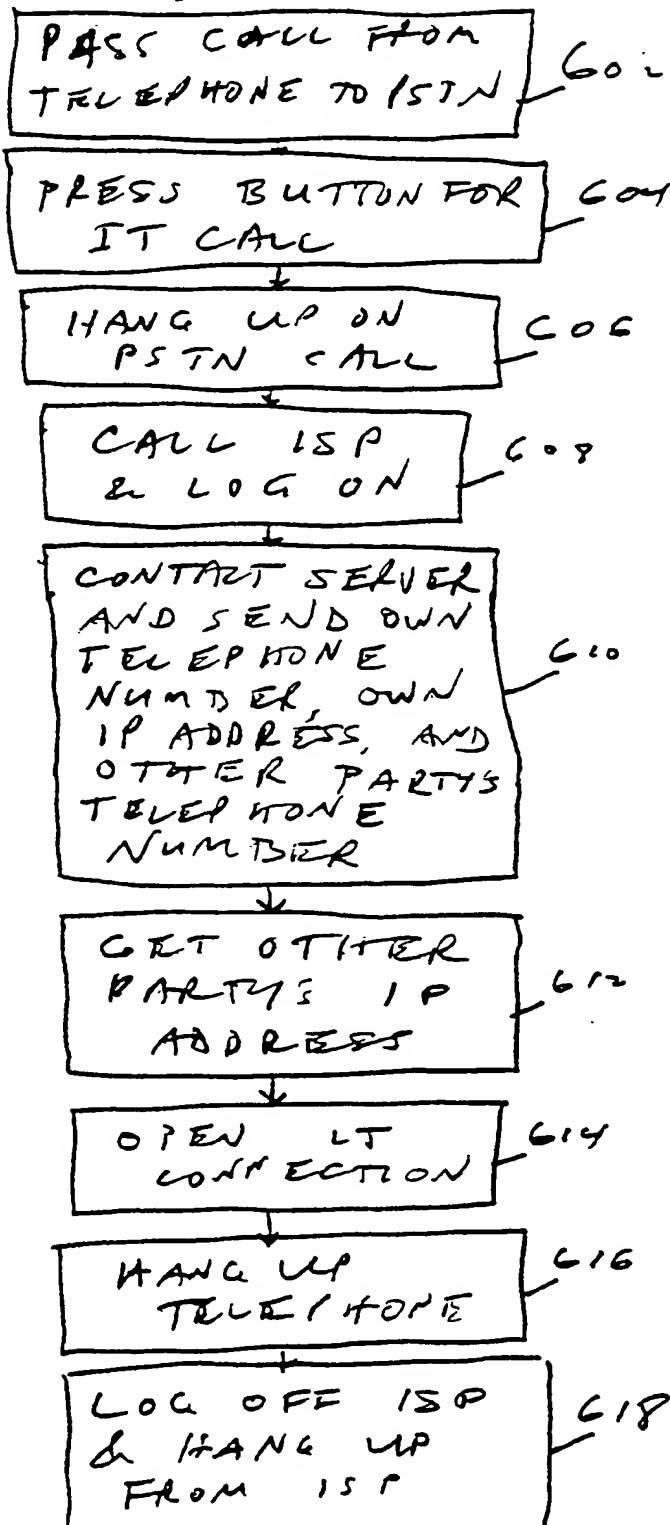 PASS CALL FROM
TELEPHONE TO PSTN
602
PRESS BUTTON FOR
IT CALL
604
HANG UP ON
PSTN CALL
606
CALL ISP
& LOG ON
608
CONTACT SERVER
AND SEND OWN
TELEPHONE
NUMBER, OWN
IP ADDRESS, AND
OTHER PARTY'S
TELEPHONE
NUMBER
610
GET OTHER
PARTY'S IP
ADDRESS
612
OPEN IT
CONNECTION
614
HANG UP
TELEPHONE
616
LOG OFF ISP
& HANG UP
FROM ISP
618